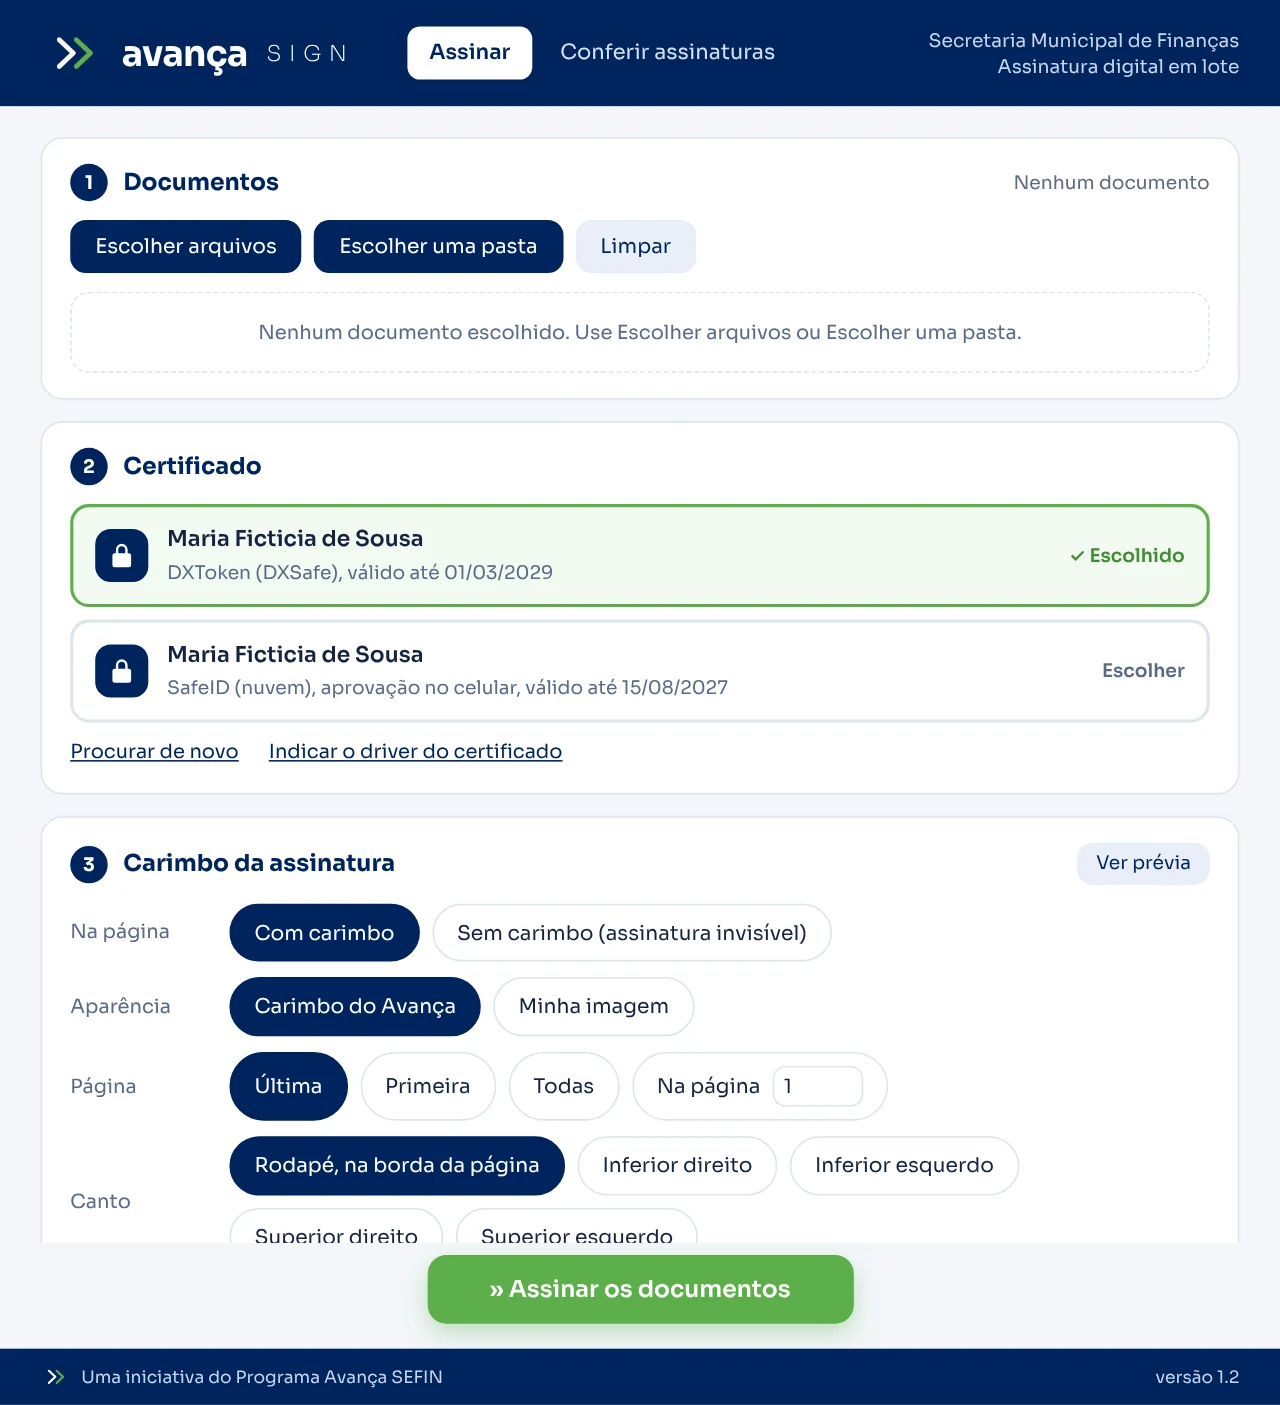 avança SIGN
Assinar
Conferir assinaturas
Secretaria Municipal de Finanças
Assinatura digital em lote
1 Documentos
Nenhum documento
Escolher arquivos
Escolher uma pasta
Limpar
Nenhum documento escolhido. Use Escolher arquivos ou Escolher uma pasta.
2 Certificado
Maria Ficticia de Sousa
DXToken (DXSafe), válido até 01/03/2029
✓ Escolhido
Maria Ficticia de Sousa
SafeID (nuvem), aprovação no celular, válido até 15/08/2027
Escolher
Procurar de novo
Indicar o driver do certificado
3 Carimbo da assinatura
Ver prévia
Na página
Com carimbo
Sem carimbo (assinatura invisível)
Aparência
Carimbo do Avança
Minha imagem
Página
Última
Primeira
Todas
Na página 1
Canto
Rodapé, na borda da página
Inferior direito
Inferior esquerdo
Superior direito
Superior esquerdo
» Assinar os documentos
Uma iniciativa do Programa Avança SEFIN
versão 1.2